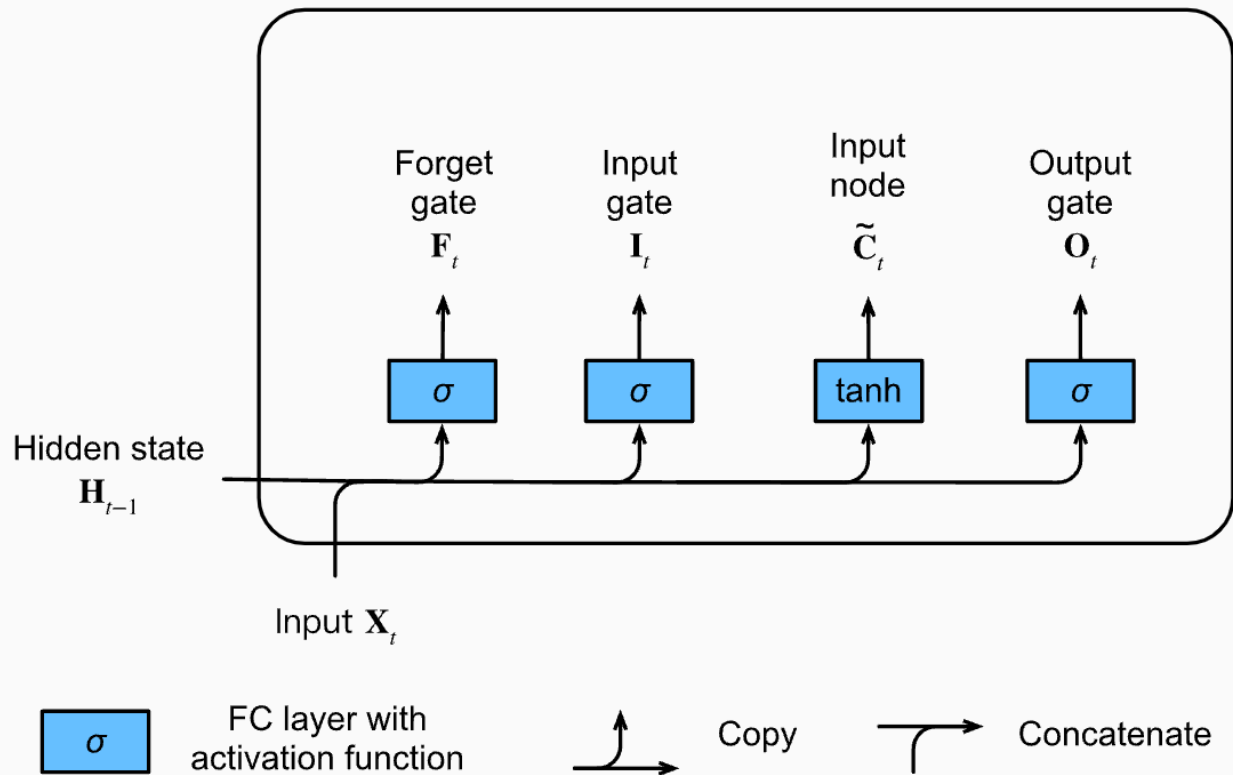 Forget
gate
F_t
Input
gate
I_t
Input
node
C̃_t
Output
gate
O_t
σ
σ
tanh
σ
Hidden state
H_{t−1}
Input X_t
σ
FC layer with
activation function
Copy
Concatenate